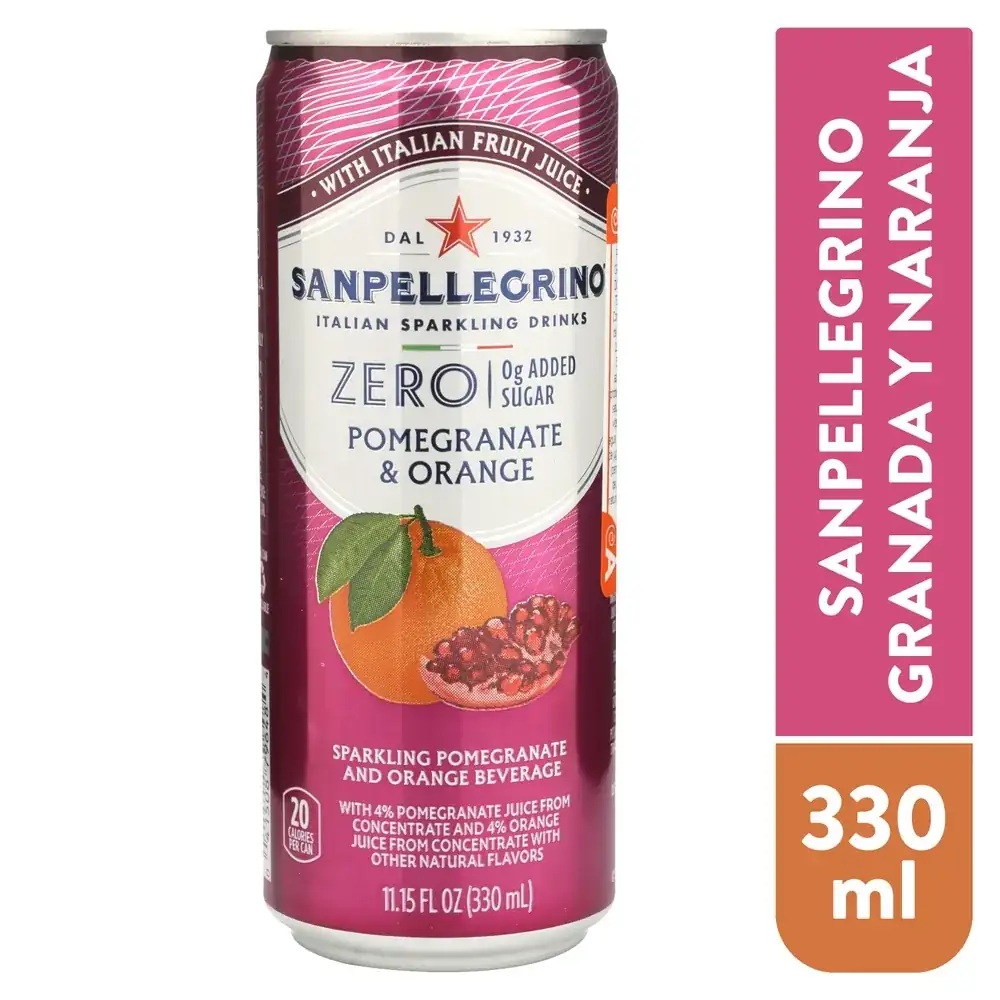 · WITH ITALIAN FRUIT JUICE ·
DAL 1932
SANPELLEGRINO
ITALIAN SPARKLING DRINKS
ZERO
0g ADDED
SUGAR
POMEGRANATE
& ORANGE
SPARKLING POMEGRANATE
AND ORANGE BEVERAGE
20
CALORIES
PER CAN
WITH 4% POMEGRANATE JUICE FROM
CONCENTRATE AND 4% ORANGE
JUICE FROM CONCENTRATE WITH
OTHER NATURAL FLAVORS
11.15 FL OZ (330 mL)
SANPELLEGRINO
GRANADA Y NARANJA
330
ml